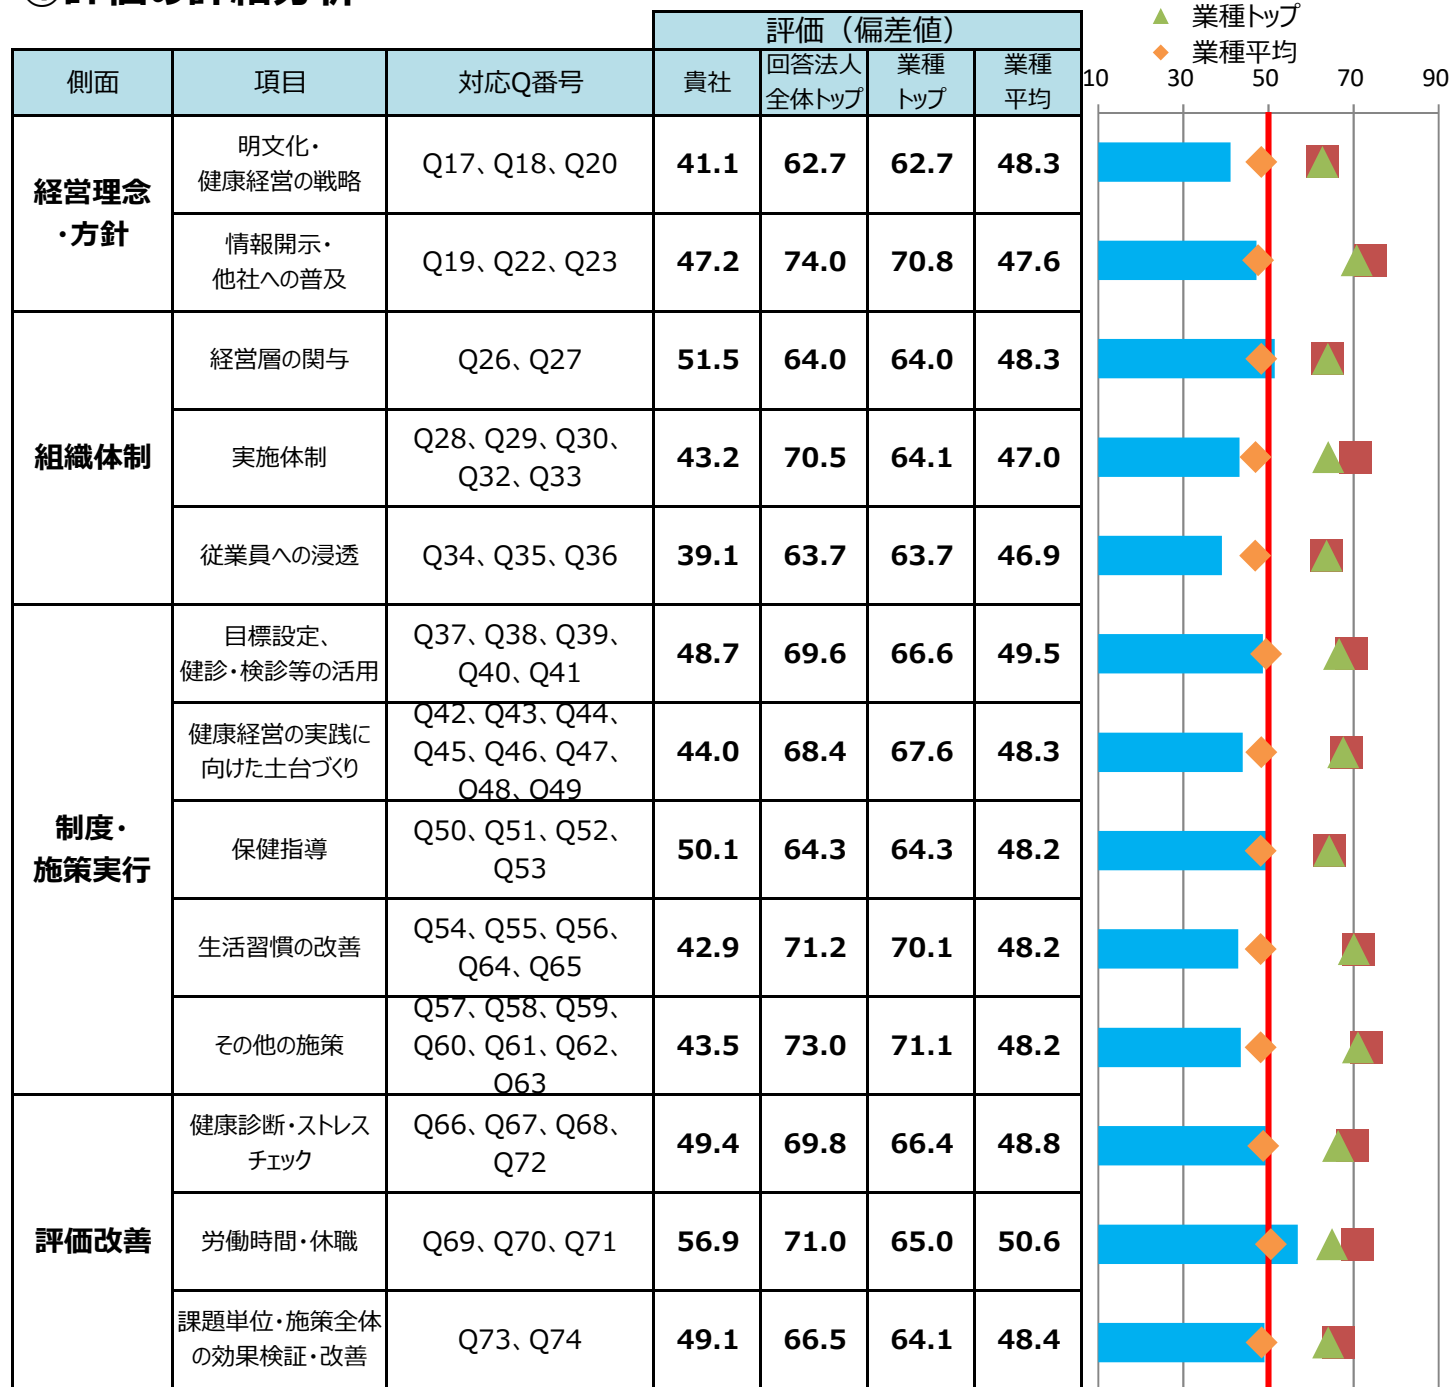 評価（偏差値）
▲ 業種トップ
◆ 業種平均
側面 項目 対応Q番号 貴社 回答法人全体トップ 業種トップ 業種平均
10 30 50 70 90
経営理念・方針
明文化・健康経営の戦略 Q17、Q18、Q20 41.1 62.7 62.7 48.3
情報開示・他社への普及 Q19、Q22、Q23 47.2 74.0 70.8 47.6
組織体制
経営層の関与 Q26、Q27 51.5 64.0 64.0 48.3
実施体制 Q28、Q29、Q30、Q32、Q33 43.2 70.5 64.1 47.0
従業員への浸透 Q34、Q35、Q36 39.1 63.7 63.7 46.9
制度・施策実行
目標設定、健診・検診等の活用 Q37、Q38、Q39、Q40、Q41 48.7 69.6 66.6 49.5
健康経営の実践に向けた土台づくり Q42、Q43、Q44、Q45、Q46、Q47、Q48、Q49 44.0 68.4 67.6 48.3
保健指導 Q50、Q51、Q52、Q53 50.1 64.3 64.3 48.2
生活習慣の改善 Q54、Q55、Q56、Q64、Q65 42.9 71.2 70.1 48.2
その他の施策 Q57、Q58、Q59、Q60、Q61、Q62、Q63 43.5 73.0 71.1 48.2
評価改善
健康診断・ストレスチェック Q66、Q67、Q68、Q72 49.4 69.8 66.4 48.8
労働時間・休職 Q69、Q70、Q71 56.9 71.0 65.0 50.6
課題単位・施策全体の効果検証・改善 Q73、Q74 49.1 66.5 64.1 48.4